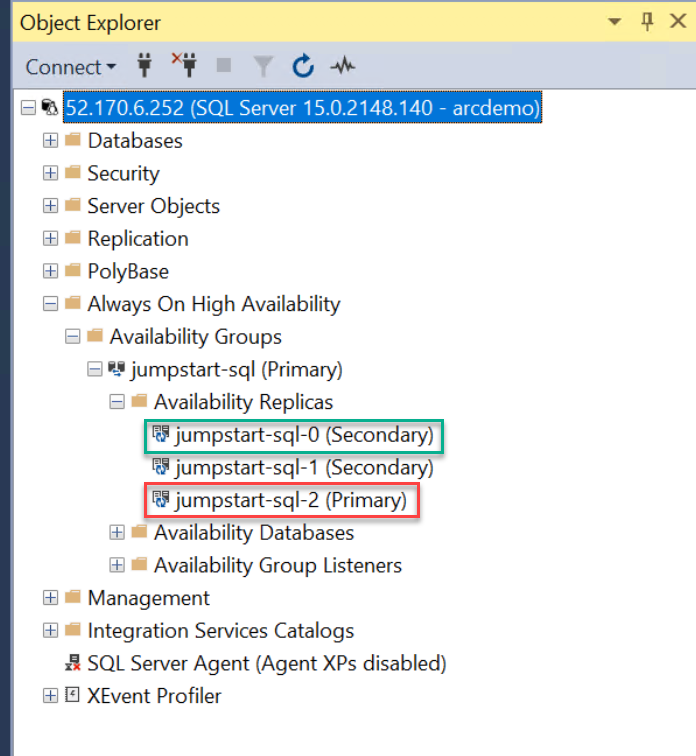 Object Explorer
Connect
52.170.6.252 (SQL Server 15.0.2148.140 - arcdemo)
Databases
Security
Server Objects
Replication
PolyBase
Always On High Availability
Availability Groups
jumpstart-sql (Primary)
Availability Replicas
jumpstart-sql-0 (Secondary)
jumpstart-sql-1 (Secondary)
jumpstart-sql-2 (Primary)
Availability Databases
Availability Group Listeners
Management
Integration Services Catalogs
SQL Server Agent (Agent XPs disabled)
XEvent Profiler